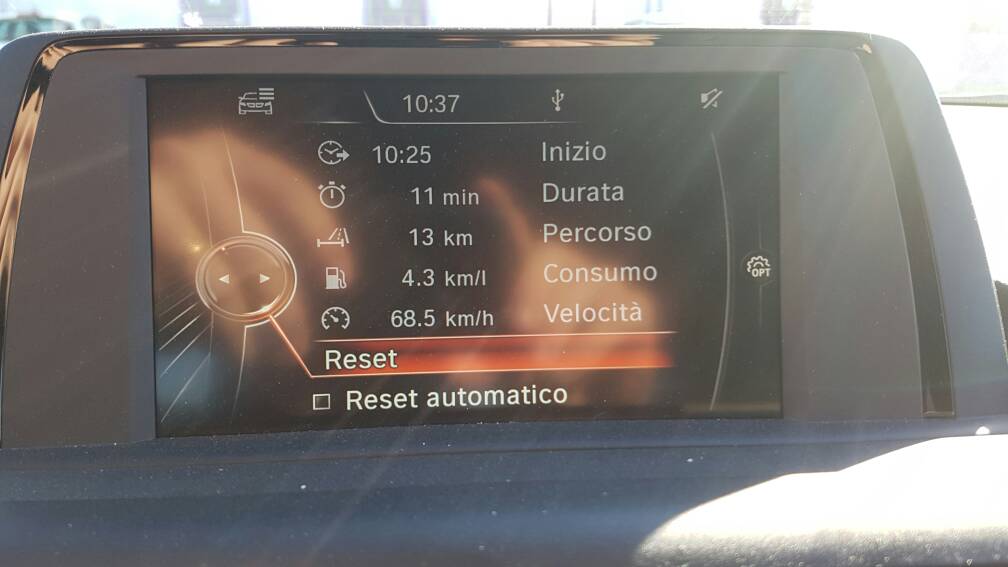 10:37
10:25 Inizio
11 min Durata
13 km Percorso
4.3 km/l Consumo
OPT
68.5 km/h Velocità
Reset
Reset automatico